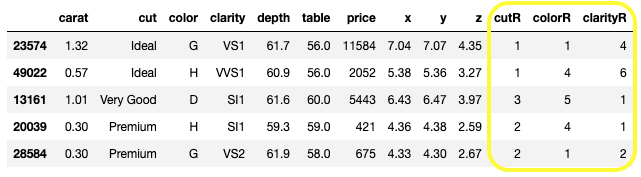 carat cut color clarity depth table price x y z cutR colorR clarityR
23574 1.32 Ideal G VS1 61.7 56.0 11584 7.04 7.07 4.35 1 1 4
49022 0.57 Ideal H VVS1 60.9 56.0 2052 5.38 5.36 3.27 1 4 6
13161 1.01 Very Good D SI1 61.6 60.0 5443 6.43 6.47 3.97 3 5 1
20039 0.30 Premium H SI1 59.3 59.0 421 4.36 4.38 2.59 2 4 1
28584 0.30 Premium G VS2 61.9 58.0 675 4.33 4.30 2.67 2 1 2